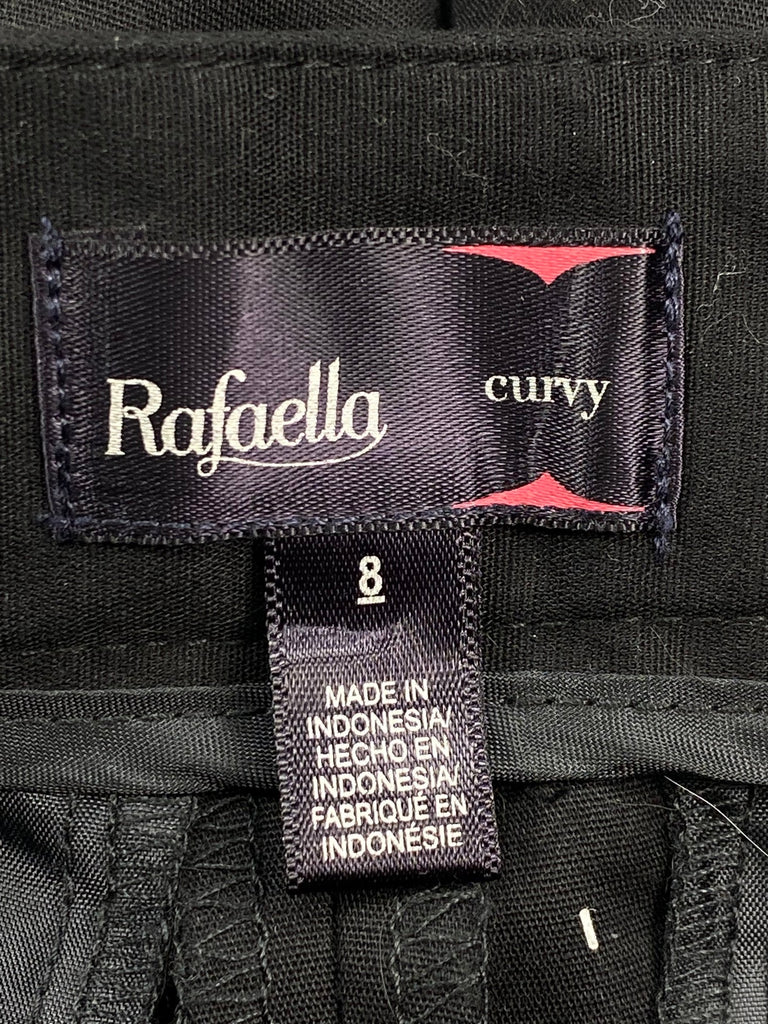 Rafaella
curvy
8
MADE IN
INDONESIA/
HECHO EN
INDONESIA/
FABRIQUÉ EN
INDONÉSIE